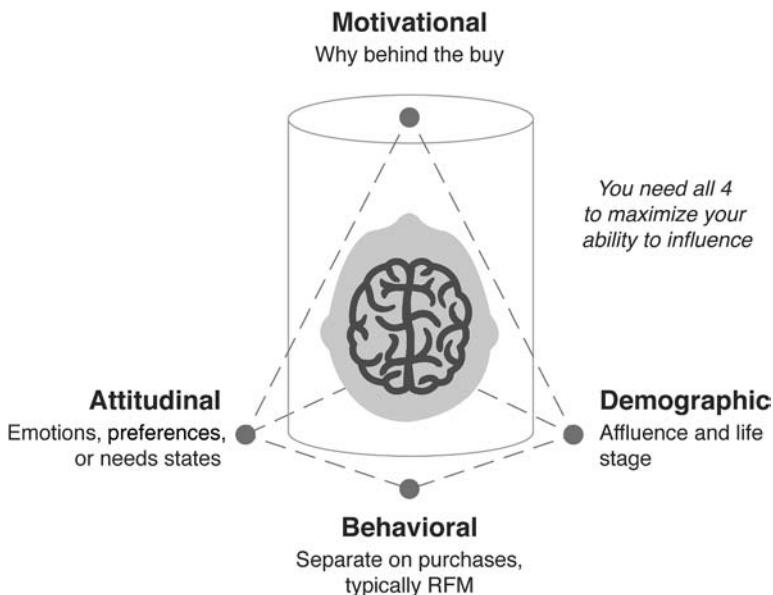 Motivational
Why behind the buy
You need all 4
to maximize your
ability to influence
Attitudinal
Emotions, preferences,
or needs states
Demographic
Affluence and life
stage
Behavioral
Separate on purchases,
typically RFM